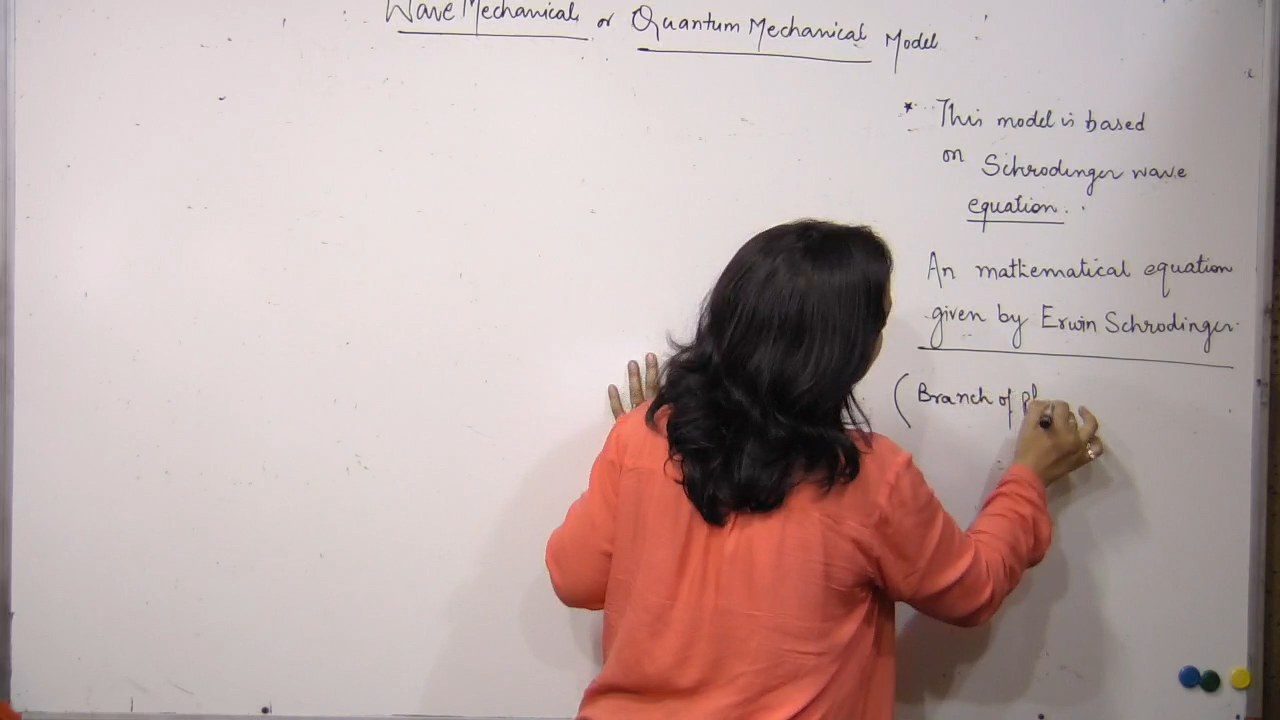 Wave Mechanical or Quantum Mechanical Model
* This model is based
on Schrodinger wave
equation.
An mathematical equation
given by Erwin Schrodinger.
(Branch of